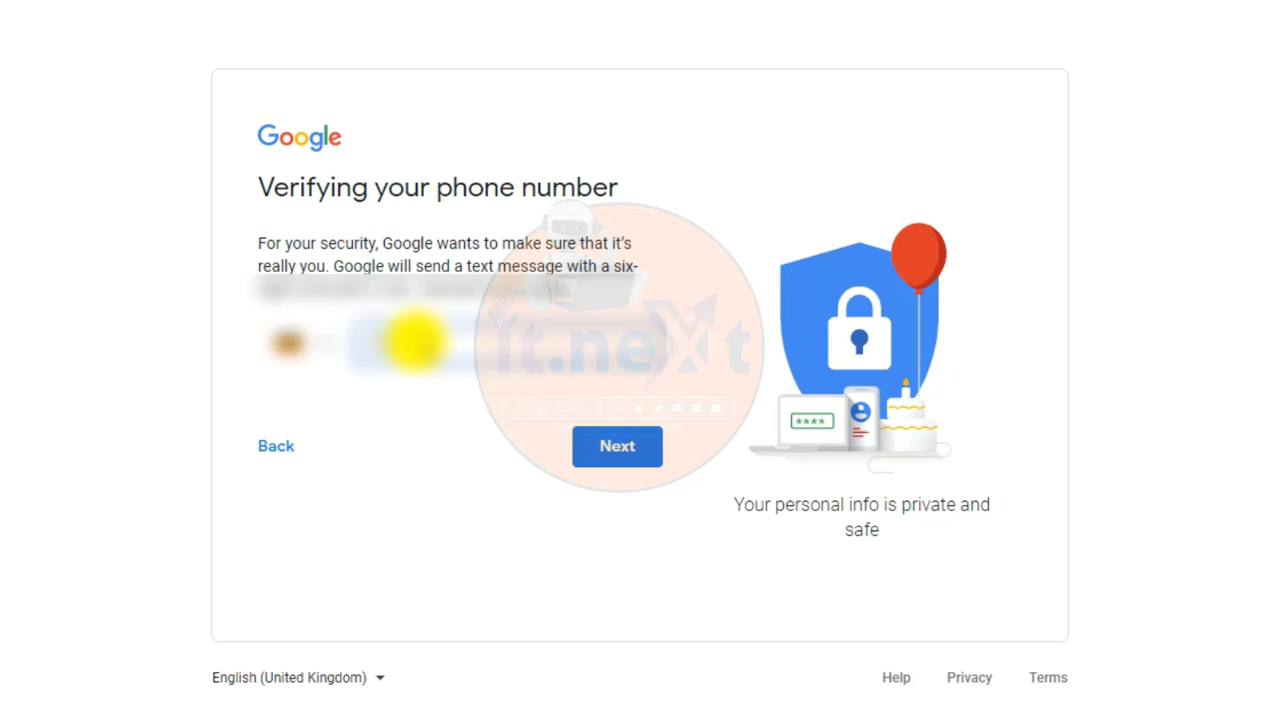 Google
Verifying your phone number
For your security, Google wants to make sure that it's
really you. Google will send a text message with a six-
it.neXt
Back
Next
****
Your personal info is private and
safe
English (United Kingdom)
Help
Privacy
Terms